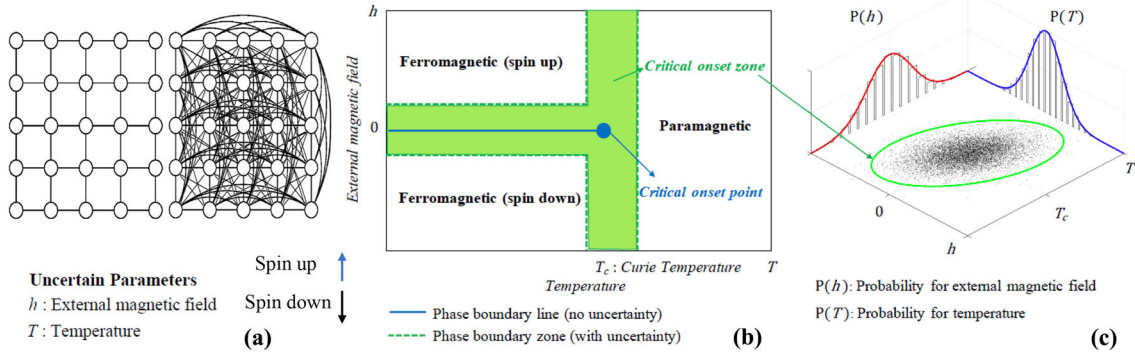 Uncertain Parameters
h : External magnetic field
T : Temperature
Spin up
Spin down
(a)
h
0
External magnetic field
Ferromagnetic (spin up)
Critical onset zone
Paramagnetic
Ferromagnetic (spin down)
Critical onset point
T_c : Curie Temperature
T
Temperature
Phase boundary line (no uncertainty)
Phase boundary zone (with uncertainty)
(b)
P(h)
P(T)
T
0
T_c
h
P(h): Probability for external magnetic field
P(T): Probability for temperature
(c)